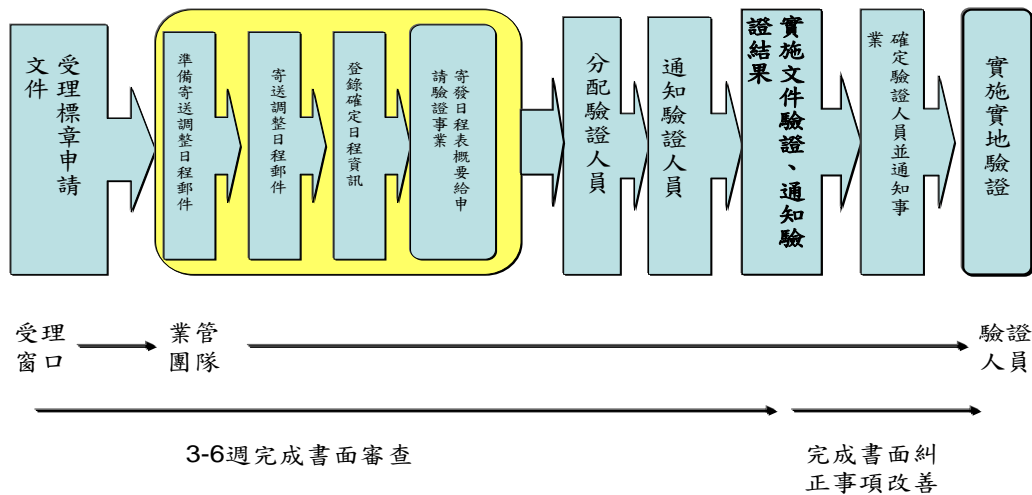 受理標章申請
文件
準備寄送調整日程郵件
寄送調整日程郵件
登錄確定日程資訊
寄發日程表概要給申
請驗證事業
分配驗證人員
通知驗證人員
實施文件驗證、通知驗
證結果
確定驗證人員並通知事
業
實施實地驗證
受理
窗口
業管
團隊
驗證
人員
3-6週完成書面審查
完成書面糾
正事項改善